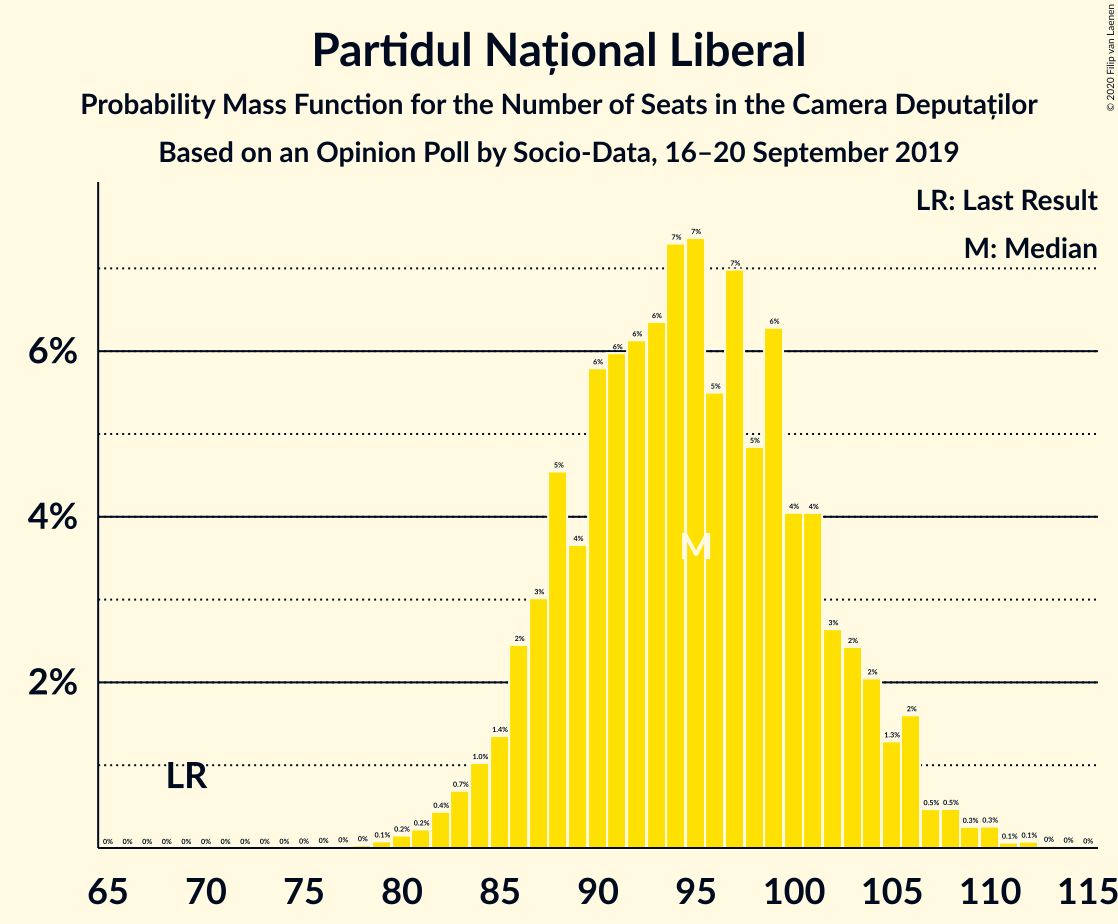 Partidul Național Liberal
Probability Mass Function for the Number of Seats in the Camera Deputaților
Based on an Opinion Poll by Socio-Data, 16–20 September 2019
© 2020 Filip van Laenen
LR: Last Result
M: Median
6%
4%
2%
0% 0% 0% 0% 0% 0% 0% 0% 0% 0% 0% 0% 0% 0% 0.1% 0.2% 0.2% 0.4% 0.7% 1.0% 1.4% 2% 3% 5% 4% 6% 6% 6% 6% 7% 7% 5% 7% 5% 6% 4% 4% 3% 2% 2% 1.3% 2% 0.5% 0.5% 0.3% 0.3% 0.1% 0.1% 0% 0% 0%
M
LR
65 70 75 80 85 90 95 100 105 110 115